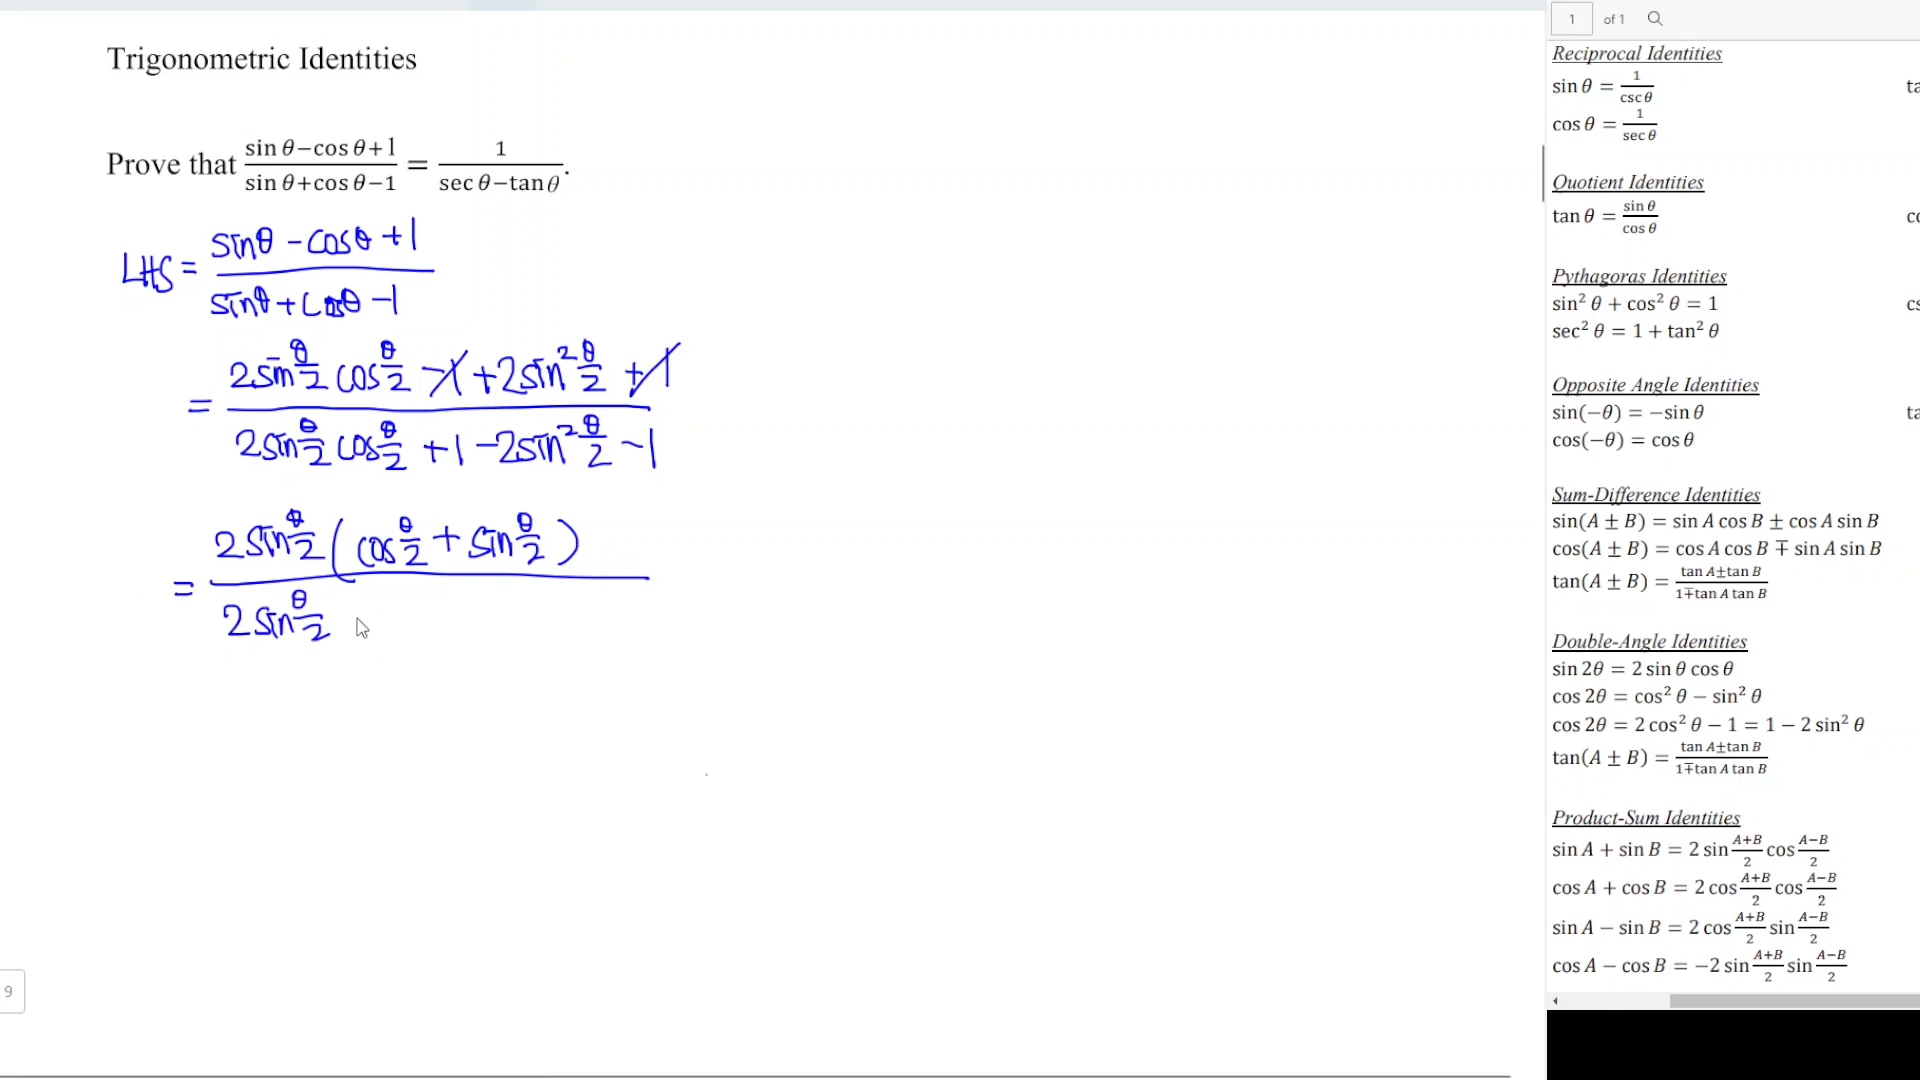 Trigonometric Identities
Prove that (sin θ−cos θ+1)/(sin θ+cos θ−1) = 1/(sec θ−tan θ).
LHS = (sinθ − cosθ + 1)/(sinθ + cosθ − 1)
= (2sin θ/2 cos θ/2 − 1 + 2sin² θ/2 + 1)/(2sin θ/2 cos θ/2 + 1 − 2sin² θ/2 − 1)
= (2sin θ/2 (cos θ/2 + sin θ/2))/(2sin θ/2
9
1 of 1
Reciprocal Identities
sin θ = 1/csc θ ta
cos θ = 1/sec θ
Quotient Identities
tan θ = sin θ/cos θ co
Pythagoras Identities
sin² θ + cos² θ = 1 cs
sec² θ = 1 + tan² θ
Opposite Angle Identities
sin(−θ) = −sin θ ta
cos(−θ) = cos θ
Sum-Difference Identities
sin(A ± B) = sin A cos B ± cos A sin B
cos(A ± B) = cos A cos B ∓ sin A sin B
tan(A ± B) = (tan A±tan B)/(1∓tan A tan B)
Double-Angle Identities
sin 2θ = 2 sin θ cos θ
cos 2θ = cos² θ − sin² θ
cos 2θ = 2 cos² θ − 1 = 1 − 2 sin² θ
tan(A ± B) = (tan A±tan B)/(1∓tan A tan B)
Product-Sum Identities
sin A + sin B = 2 sin (A+B)/2 cos (A−B)/2
cos A + cos B = 2 cos (A+B)/2 cos (A−B)/2
sin A − sin B = 2 cos (A+B)/2 sin (A−B)/2
cos A − cos B = −2 sin (A+B)/2 sin (A−B)/2